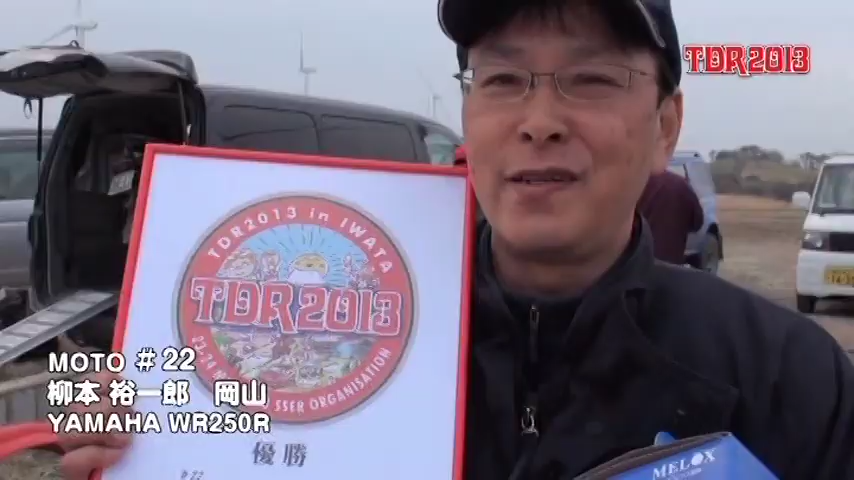 TDR2013
TDR2013 in IWATA
TDR2013
SSER ORGANISATION
優勝
#22
MOTO #22
柳本 裕一郎 岡山
YAMAHA WR250R
MELOX